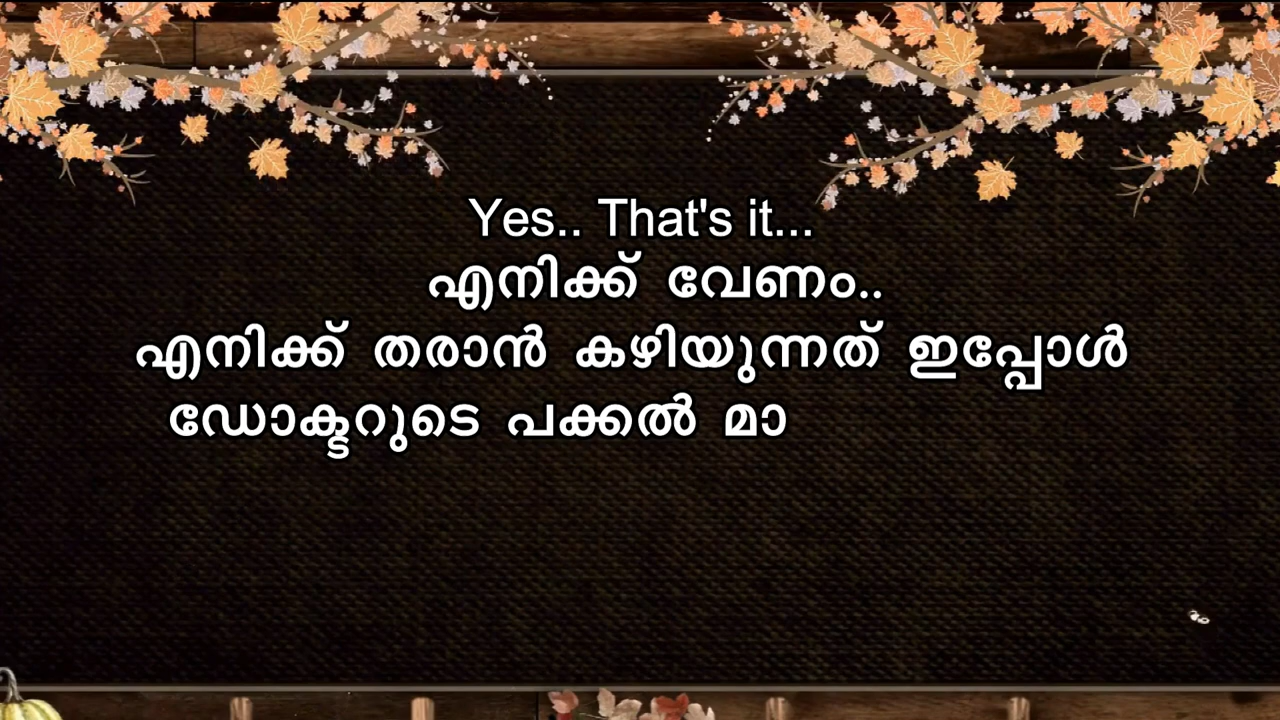 Yes.. That's it...
എനിക്ക് വേണം..
എനിക്ക് തരാൻ കഴിയുന്നത് ഇപ്പോൾ
ഡോക്ടറുടെ പക്കൽ മാ